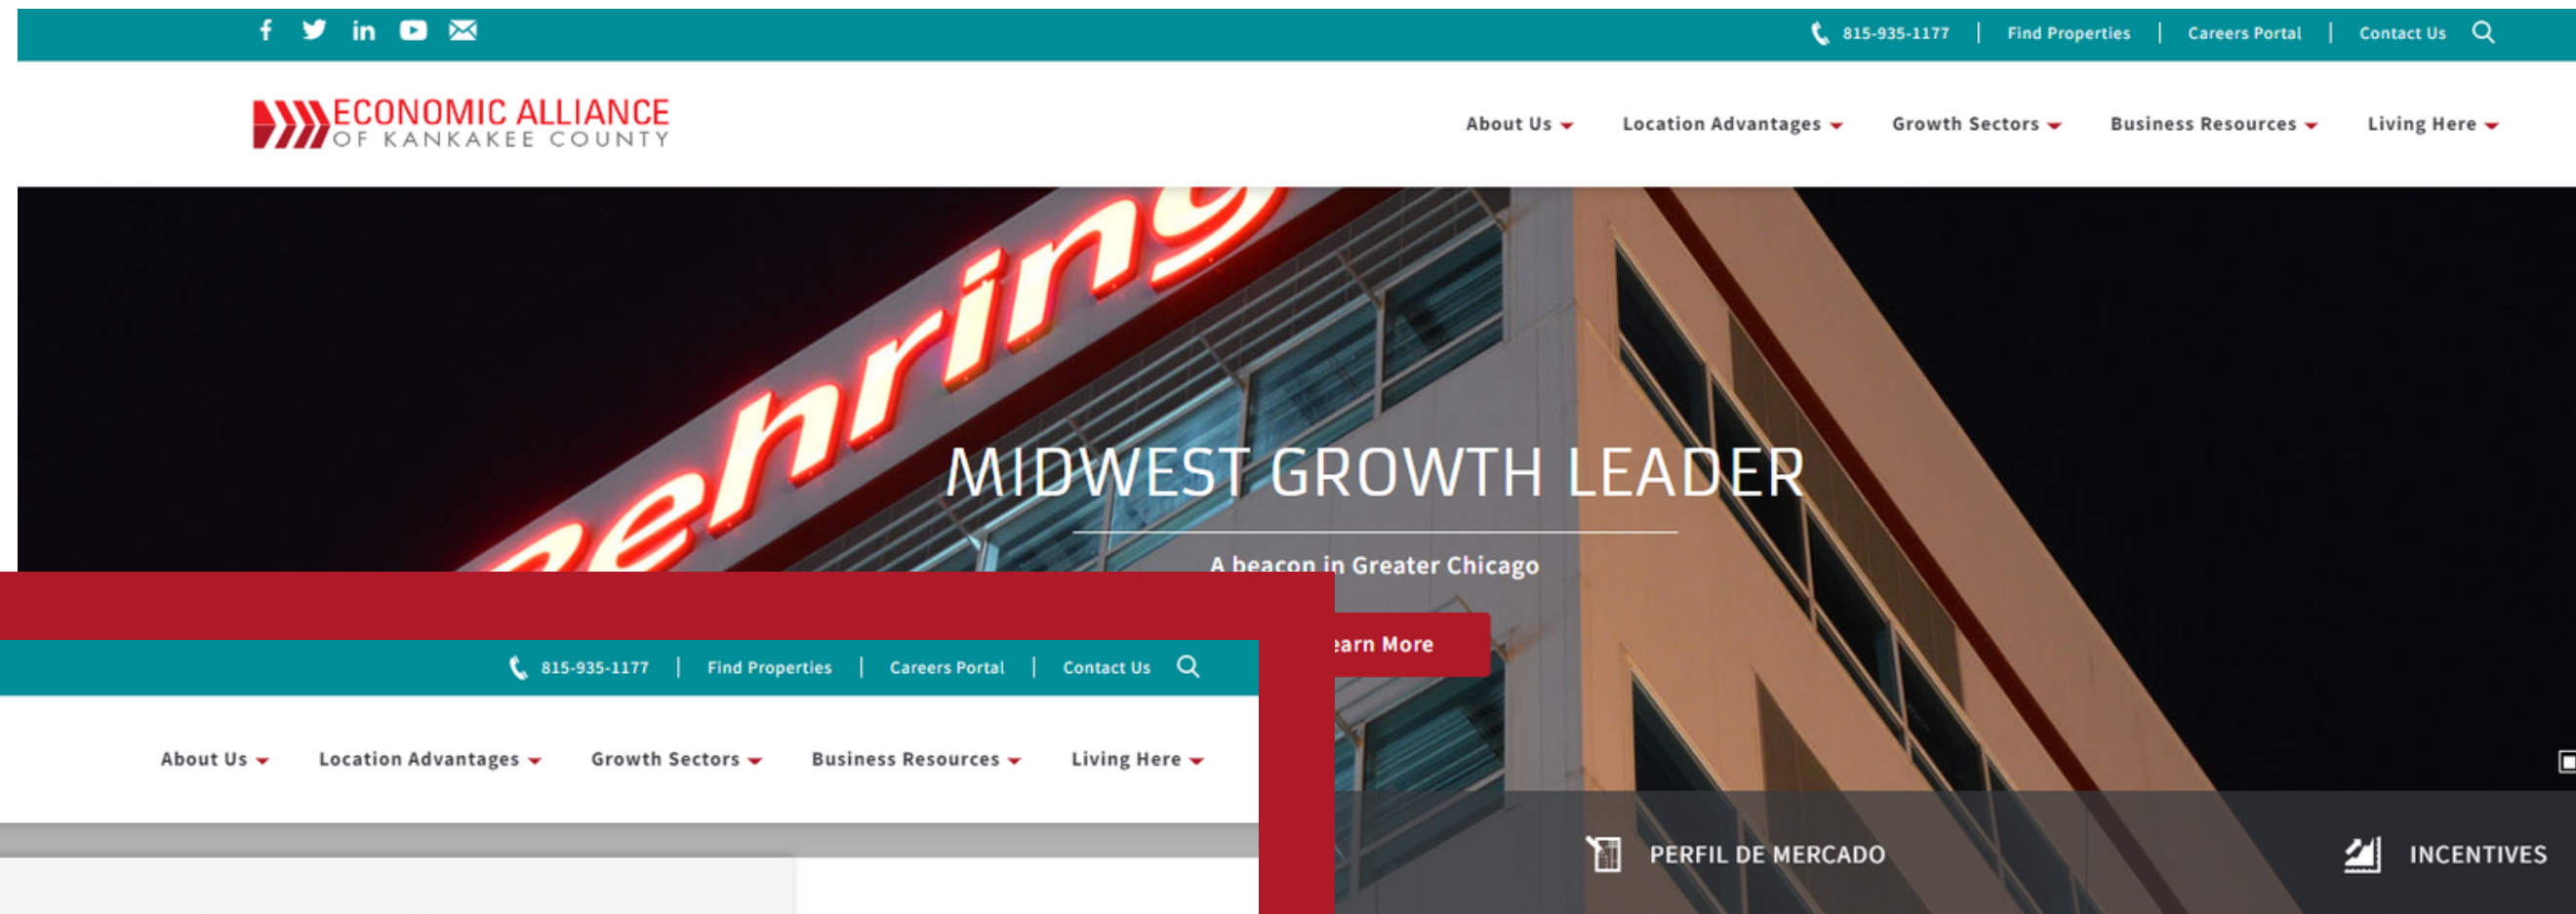 815-935-1177 | Find Properties | Careers Portal | Contact Us
ECONOMIC ALLIANCE
OF KANKAKEE COUNTY
About Us Location Advantages Growth Sectors Business Resources Living Here
ehring
MIDWEST GROWTH LEADER
A beacon in Greater Chicago
earn More
815-935-1177 | Find Properties | Careers Portal | Contact Us
About Us Location Advantages Growth Sectors Business Resources Living Here
PERFIL DE MERCADO
INCENTIVES